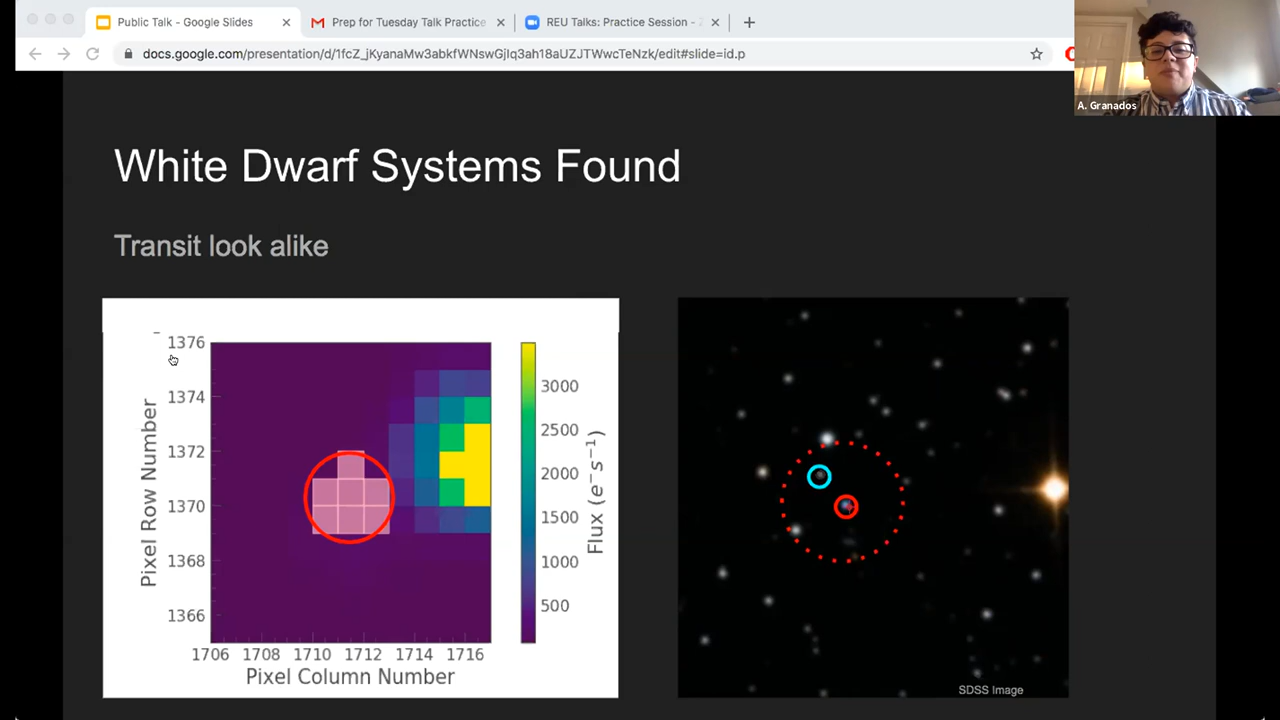 Public Talk - Google Slides
Prep for Tuesday Talk Practice
REU Talks: Practice Session - Z
docs.google.com/presentation/d/1fcZ_jKyanaMw3abkfWNswGjlq3ah18aUZJTWwcTeNzk/edit#slide=id.p
A. Granados
White Dwarf Systems Found
Transit look alike
1376
1374
1372
1370
1368
1366
Pixel Row Number
1706 1708 1710 1712 1714 1716
Pixel Column Number
3000
2500
2000
1500
1000
500
Flux (e⁻s⁻¹)
SDSS Image